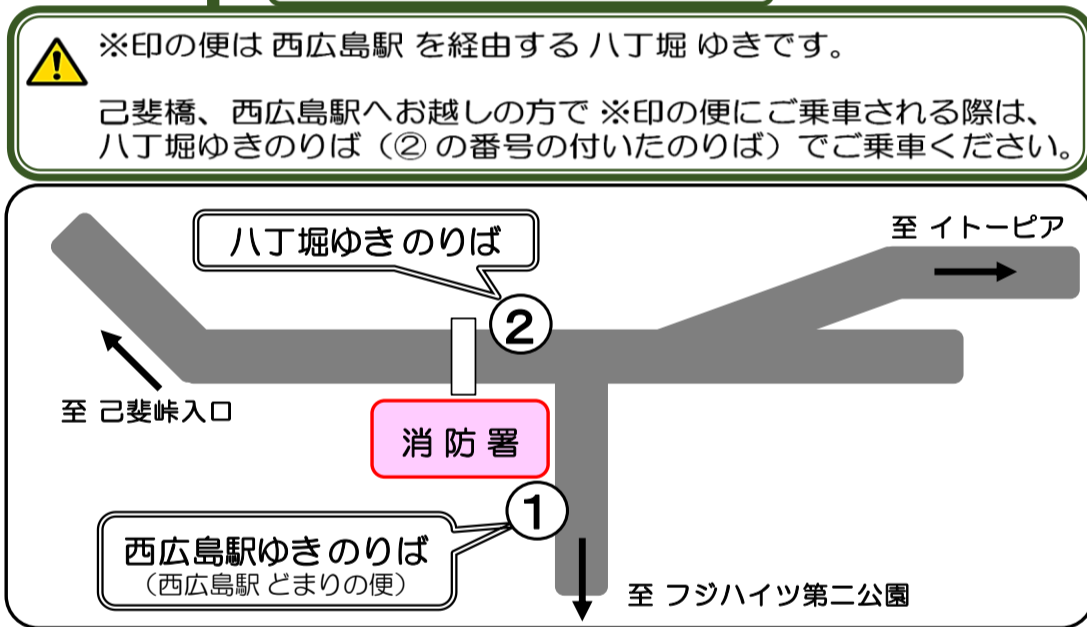 ※印の便は 西広島駅 を経由する 八丁堀 ゆきです。
己斐橋、西広島駅へお越しの方で ※印の便にご乗車される際は、
八丁堀ゆきのりば（② の番号の付いたのりば）でご乗車ください。
八丁堀ゆきのりば
至 イトーピア
②
至 己斐峠入口
消防署
①
西広島駅ゆきのりば
（西広島駅 どまりの便）
至 フジハイツ第二公園